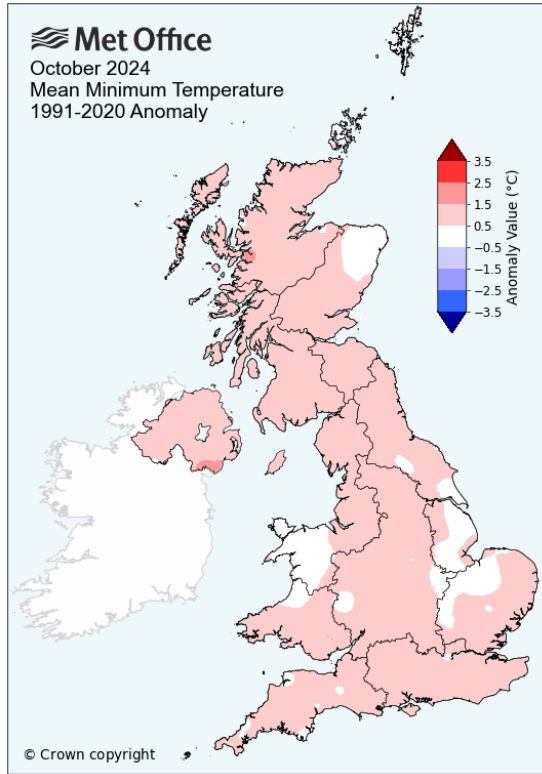 Met Office
October 2024
Mean Minimum Temperature
1991-2020 Anomaly
3.5
2.5
1.5
0.5
−0.5
−1.5
−2.5
−3.5
Anomaly Value (°C)
© Crown copyright